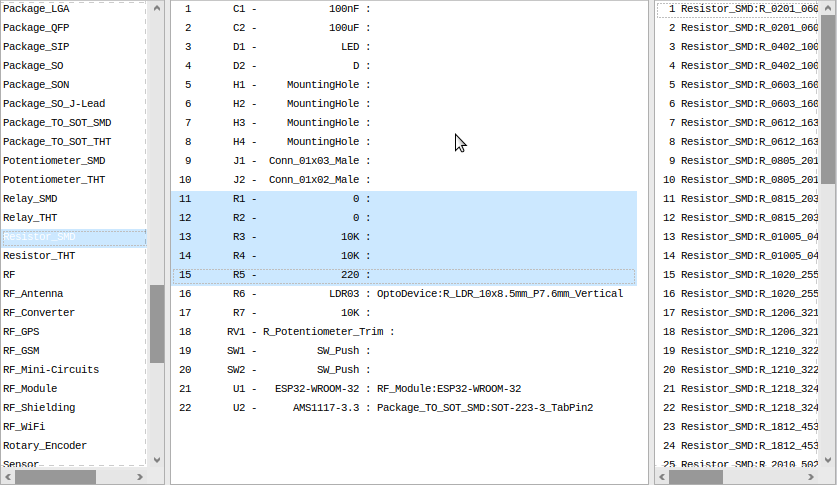 Package_LGA
Package_QFP
Package_SIP
Package_SO
Package_SON
Package_SO_J-Lead
Package_TO_SOT_SMD
Package_TO_SOT_THT
Potentiometer_SMD
Potentiometer_THT
Relay_SMD
Relay_THT
Resistor_SMD
Resistor_THT
RF
RF_Antenna
RF_Converter
RF_GPS
RF_GSM
RF_Mini-Circuits
RF_Module
RF_Shielding
RF_WiFi
Rotary_Encoder
Sensor
1 C1 - 100nF :
2 C2 - 100uF :
3 D1 - LED :
4 D2 - D :
5 H1 - MountingHole :
6 H2 - MountingHole :
7 H3 - MountingHole :
8 H4 - MountingHole :
9 J1 - Conn_01x03_Male :
10 J2 - Conn_01x02_Male :
11 R1 - 0 :
12 R2 - 0 :
13 R3 - 10K :
14 R4 - 10K :
15 R5 - 220 :
16 R6 - LDR03 : OptoDevice:R_LDR_10x8.5mm_P7.6mm_Vertical
17 R7 - 10K :
18 RV1 - R_Potentiometer_Trim :
19 SW1 - SW_Push :
20 SW2 - SW_Push :
21 U1 - ESP32-WROOM-32 : RF_Module:ESP32-WROOM-32
22 U2 - AMS1117-3.3 : Package_TO_SOT_SMD:SOT-223-3_TabPin2
1 Resistor_SMD:R_0201_060
2 Resistor_SMD:R_0201_060
3 Resistor_SMD:R_0402_100
4 Resistor_SMD:R_0402_100
5 Resistor_SMD:R_0603_160
6 Resistor_SMD:R_0603_160
7 Resistor_SMD:R_0612_163
8 Resistor_SMD:R_0612_163
9 Resistor_SMD:R_0805_201
10 Resistor_SMD:R_0805_201
11 Resistor_SMD:R_0815_203
12 Resistor_SMD:R_0815_203
13 Resistor_SMD:R_01005_04
14 Resistor_SMD:R_01005_04
15 Resistor_SMD:R_1020_255
16 Resistor_SMD:R_1020_255
17 Resistor_SMD:R_1206_321
18 Resistor_SMD:R_1206_321
19 Resistor_SMD:R_1210_322
20 Resistor_SMD:R_1210_322
21 Resistor_SMD:R_1218_324
22 Resistor_SMD:R_1218_324
23 Resistor_SMD:R_1812_453
24 Resistor_SMD:R_1812_453
25 Resistor_SMD:R_2010_502